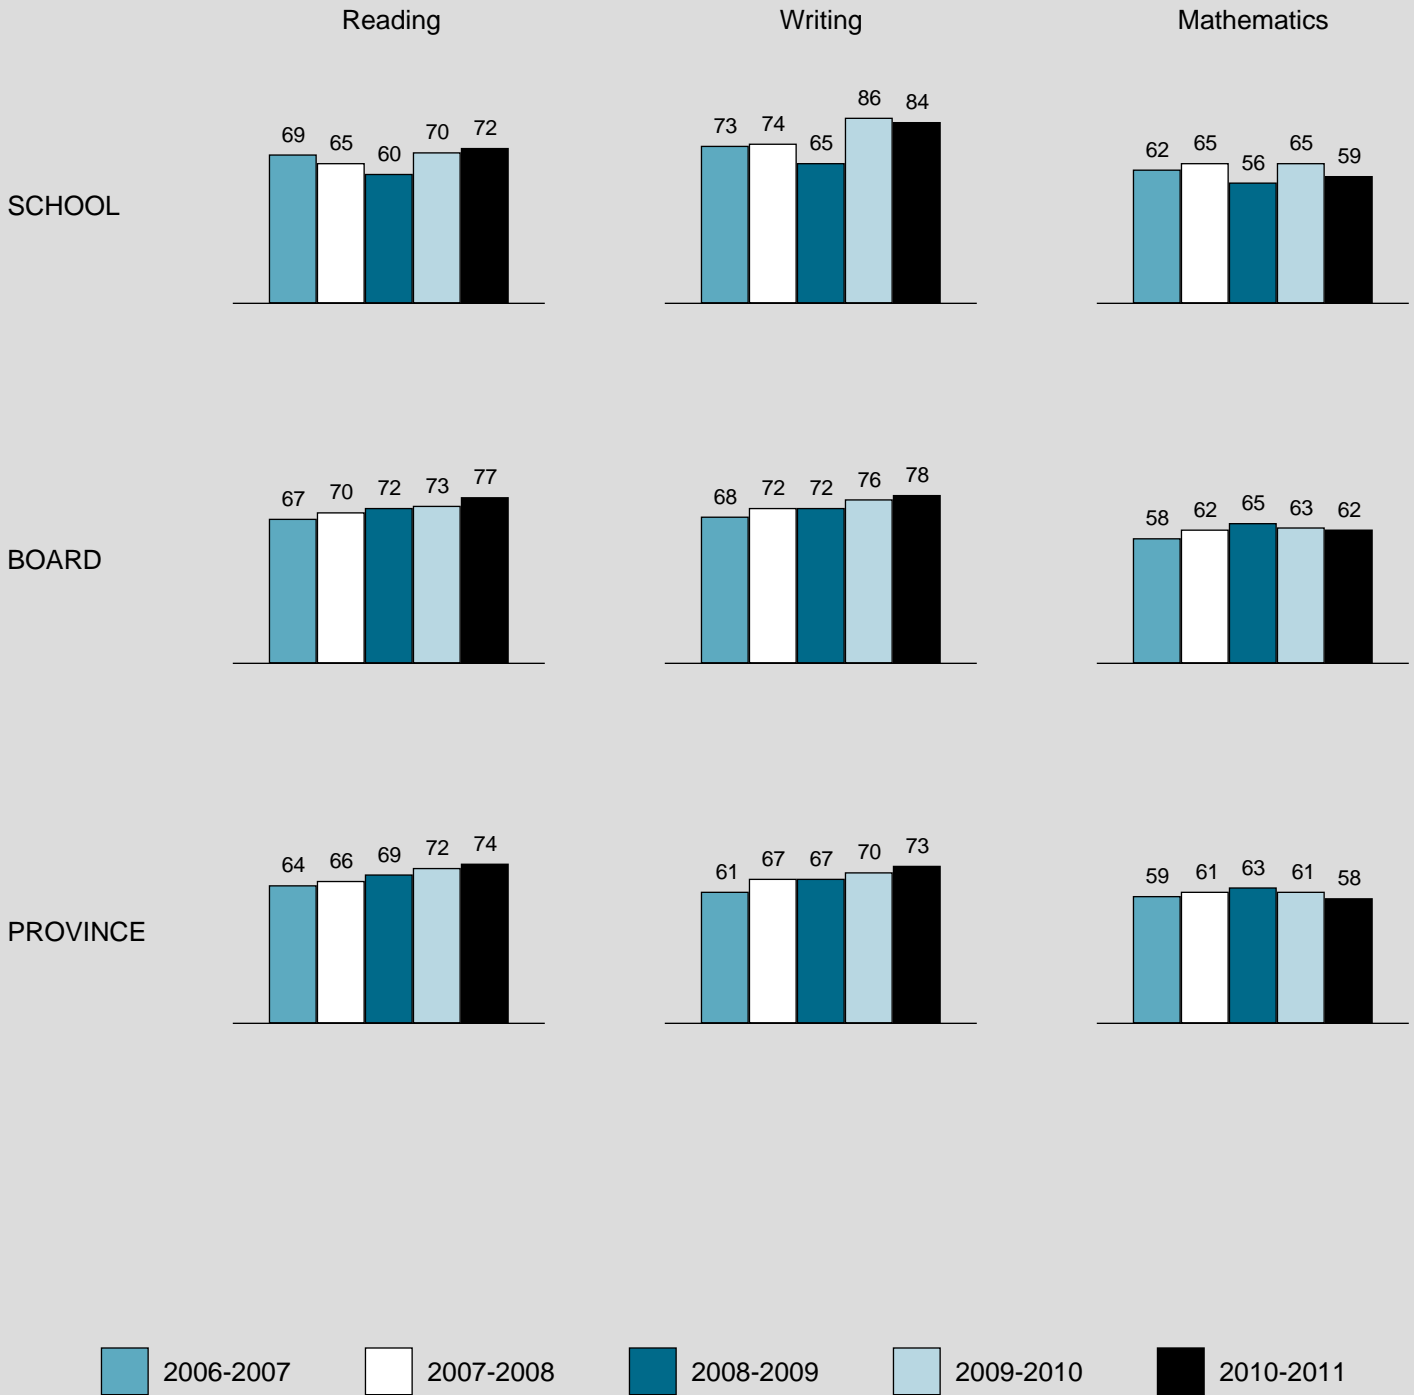 Reading Writing Mathematics
SCHOOL
69 65 60 70 72
73 74 65 86 84
62 65 56 65 59
BOARD
67 70 72 73 77
68 72 72 76 78
58 62 65 63 62
PROVINCE
64 66 69 72 74
61 67 67 70 73
59 61 63 61 58
2006-2007 2007-2008 2008-2009 2009-2010 2010-2011